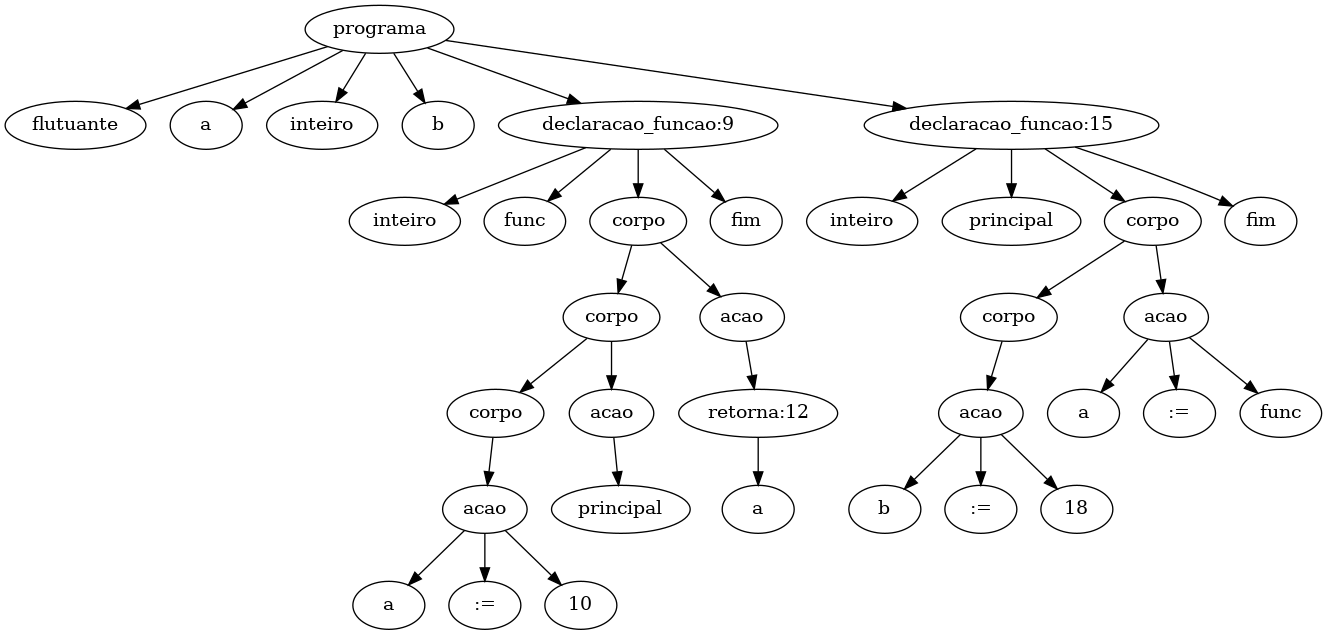 programa
flutuante a inteiro b declaracao_funcao:9 declaracao_funcao:15
inteiro func corpo fim inteiro principal corpo fim
corpo acao corpo acao
corpo acao retorna:12 acao a := func
acao principal a b := 18
a := 10